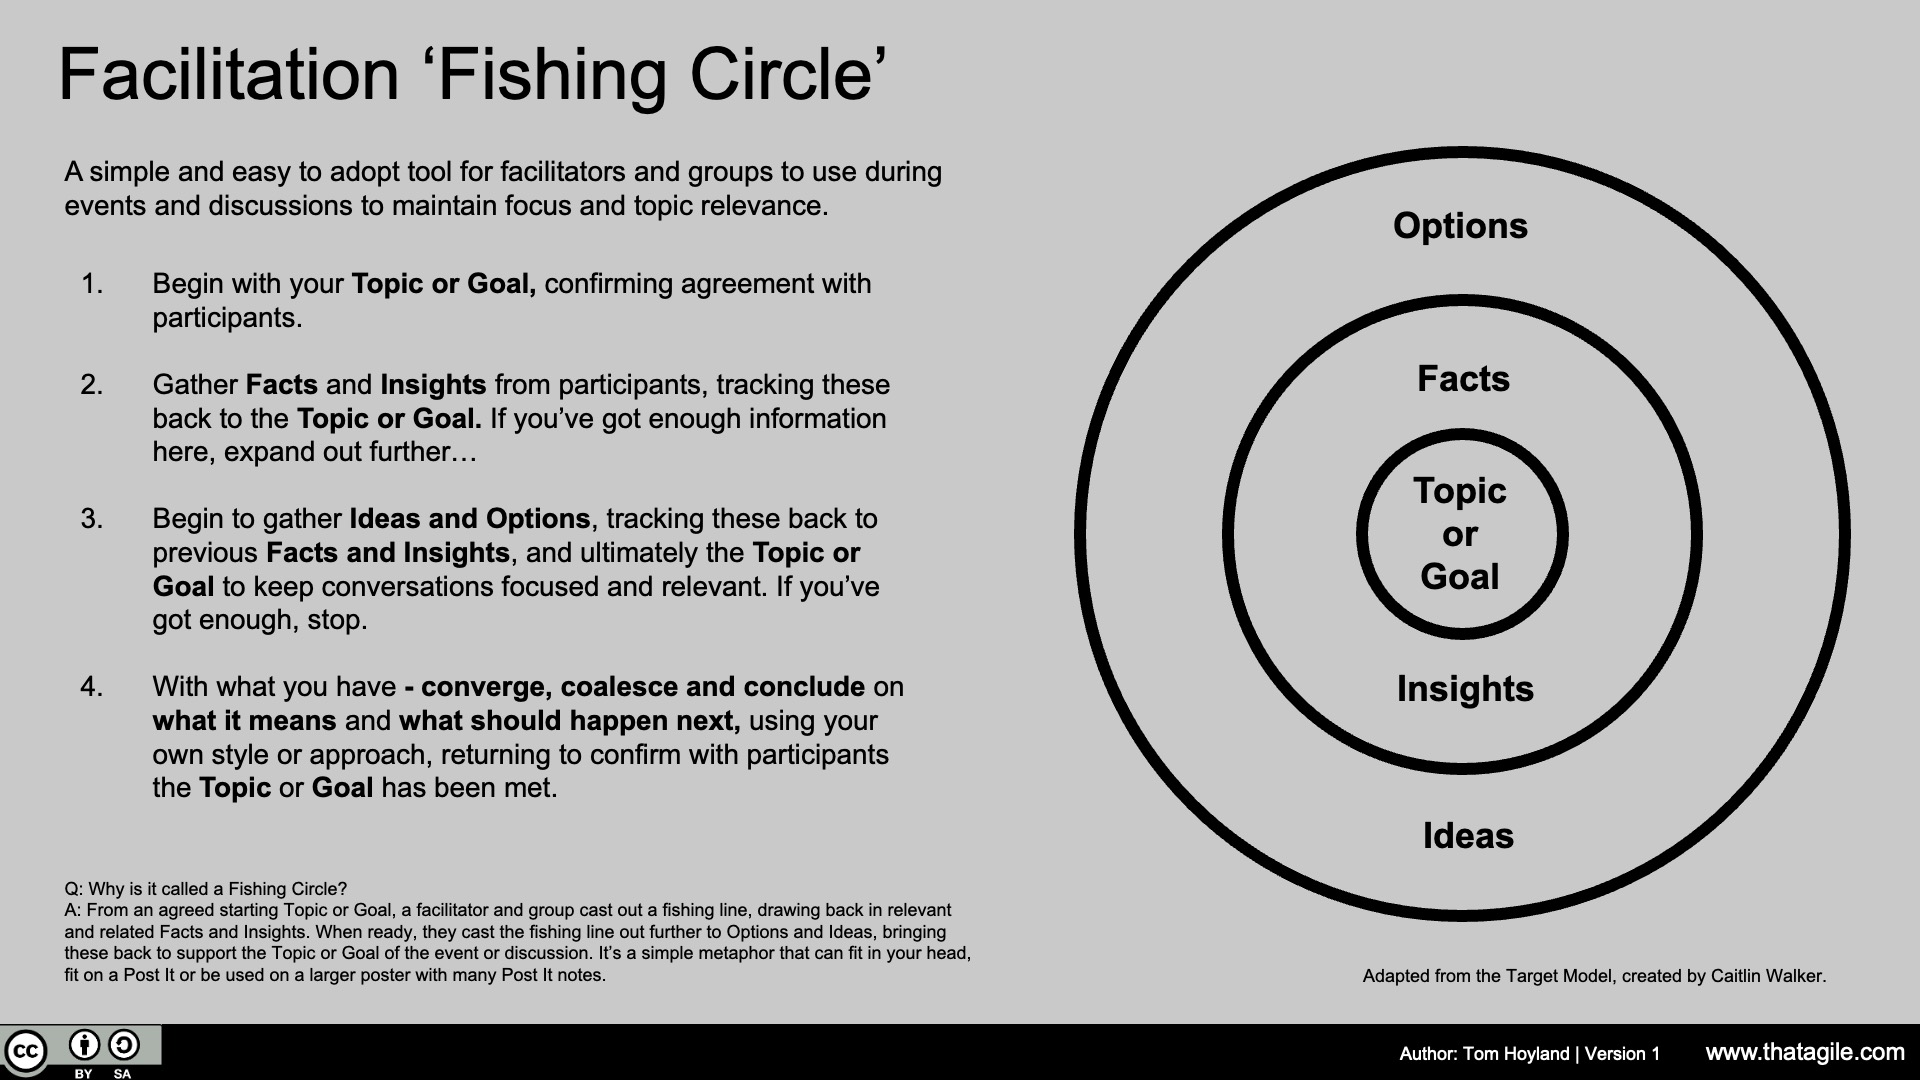 Facilitation ‘Fishing Circle’
A simple and easy to adopt tool for facilitators and groups to use during
events and discussions to maintain focus and topic relevance.
1. Begin with your Topic or Goal, confirming agreement with
participants.
2. Gather Facts and Insights from participants, tracking these
back to the Topic or Goal. If you’ve got enough information
here, expand out further…
3. Begin to gather Ideas and Options, tracking these back to
previous Facts and Insights, and ultimately the Topic or
Goal to keep conversations focused and relevant. If you’ve
got enough, stop.
4. With what you have - converge, coalesce and conclude on
what it means and what should happen next, using your
own style or approach, returning to confirm with participants
the Topic or Goal has been met.
Q: Why is it called a Fishing Circle?
A: From an agreed starting Topic or Goal, a facilitator and group cast out a fishing line, drawing back in relevant
and related Facts and Insights. When ready, they cast the fishing line out further to Options and Ideas, bringing
these back to support the Topic or Goal of the event or discussion. It’s a simple metaphor that can fit in your head,
fit on a Post It or be used on a larger poster with many Post It notes.
Options
Facts
Topic
or
Goal
Insights
Ideas
Adapted from the Target Model, created by Caitlin Walker.
cc
BY SA
Author: Tom Hoyland | Version 1
www.thatagile.com